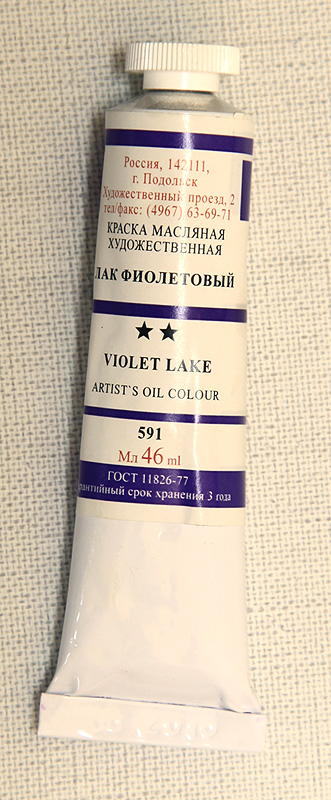 Россия, 142111,
г. Подольск
Художественный проезд, 2
тел/факс: (4967) 63-69-71
КРАСКА МАСЛЯНАЯ
ХУДОЖЕСТВЕННАЯ
ЛАК ФИОЛЕТОВЫЙ
★★
VIOLET LAKE
ARTIST`S OIL COLOUR
591
Мл 46 ml
ГОСТ 11826-77
рантийный срок хранения 3 года